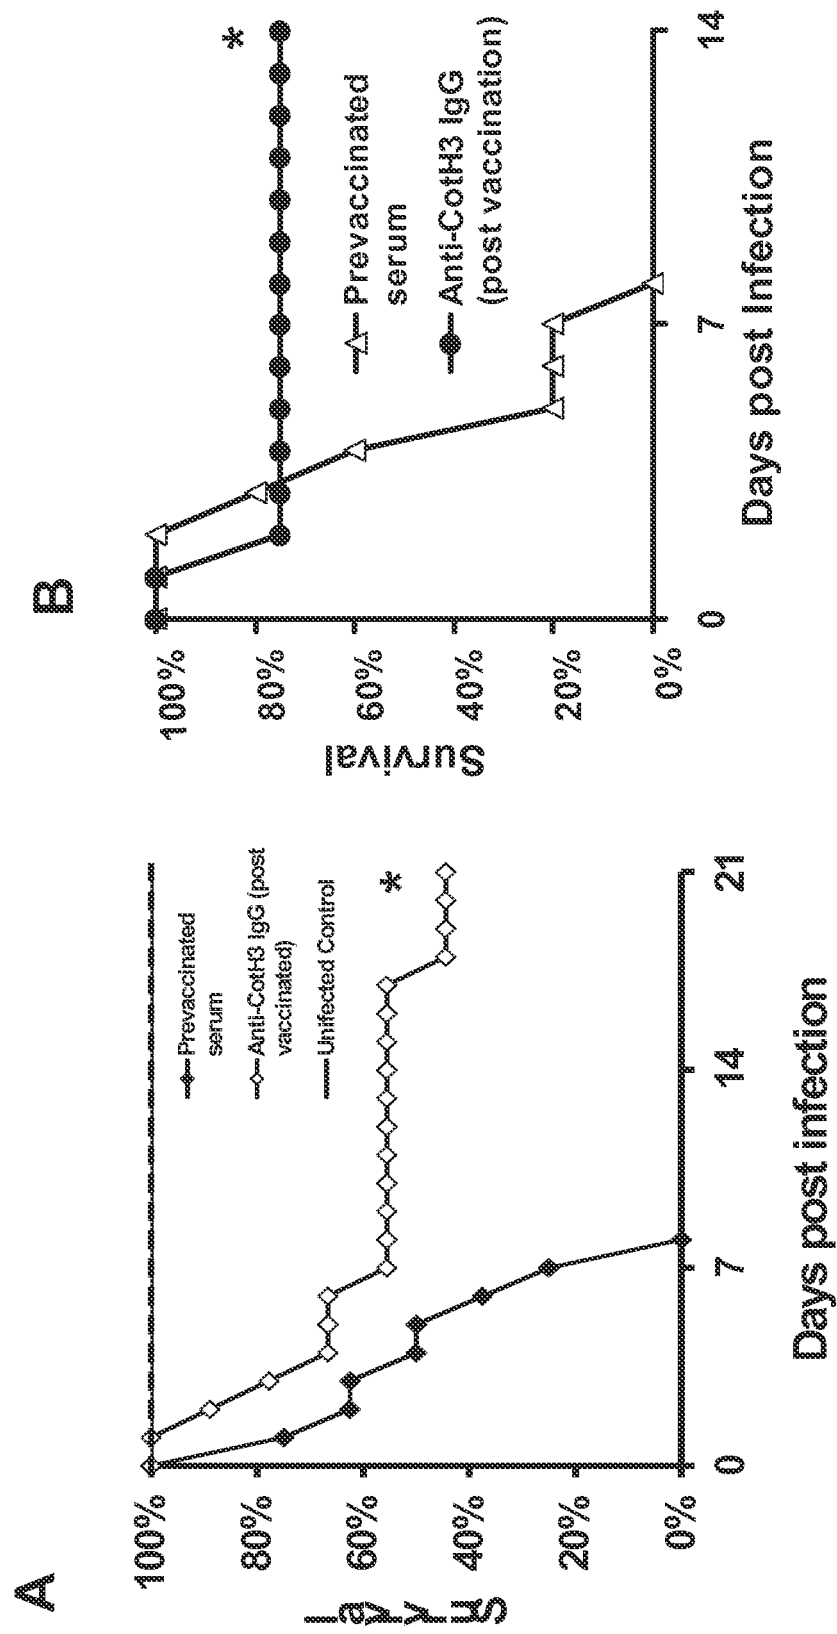 A
100%
80%
60%
40%
20%
0%
0
7
14
21
Days post infection
Prevaccinated
serum
Anti-CotH3 IgG (post
vaccinated)
Unifected Control
*
B
100%
80%
60%
40%
20%
0%
Survival
0
7
14
Days post Infection
Prevaccinated
serum
Anti-CotH3 IgG
(post vaccination)
*